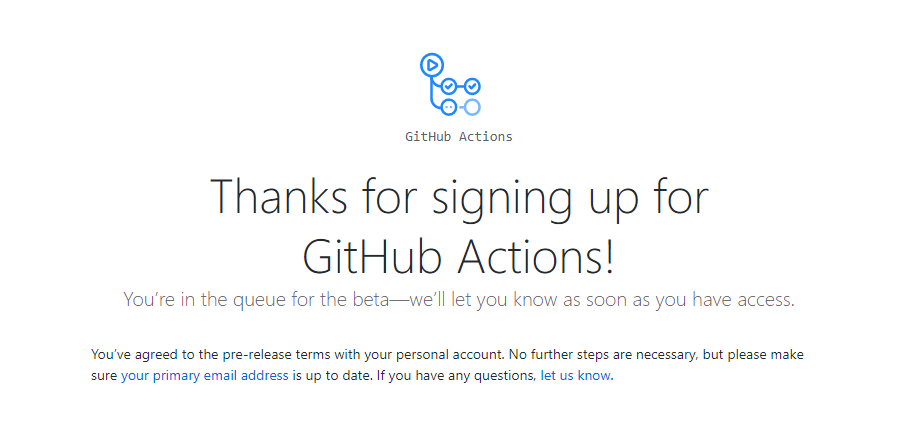 GitHub Actions
Thanks for signing up for
GitHub Actions!
You're in the queue for the beta—we'll let you know as soon as you have access.
You've agreed to the pre-release terms with your personal account. No further steps are necessary, but please make
sure your primary email address is up to date. If you have any questions, let us know.